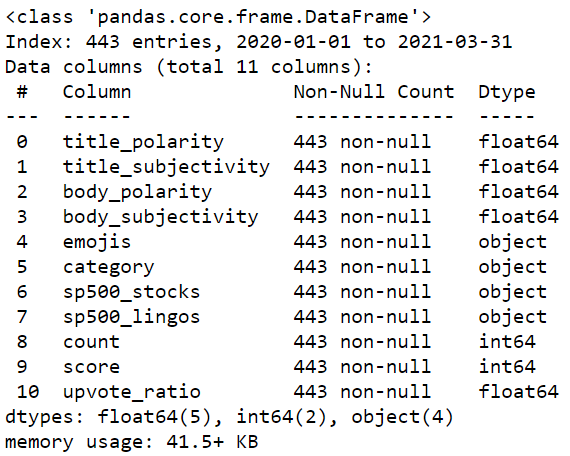 <class 'pandas.core.frame.DataFrame'>
Index: 443 entries, 2020-01-01 to 2021-03-31
Data columns (total 11 columns):
 #   Column              Non-Null Count  Dtype
---  ------              --------------  -----
 0   title_polarity      443 non-null    float64
 1   title_subjectivity  443 non-null    float64
 2   body_polarity       443 non-null    float64
 3   body_subjectivity   443 non-null    float64
 4   emojis              443 non-null    object
 5   category            443 non-null    object
 6   sp500_stocks        443 non-null    object
 7   sp500_lingos        443 non-null    object
 8   count               443 non-null    int64
 9   score               443 non-null    int64
 10  upvote_ratio        443 non-null    float64
dtypes: float64(5), int64(2), object(4)
memory usage: 41.5+ KB